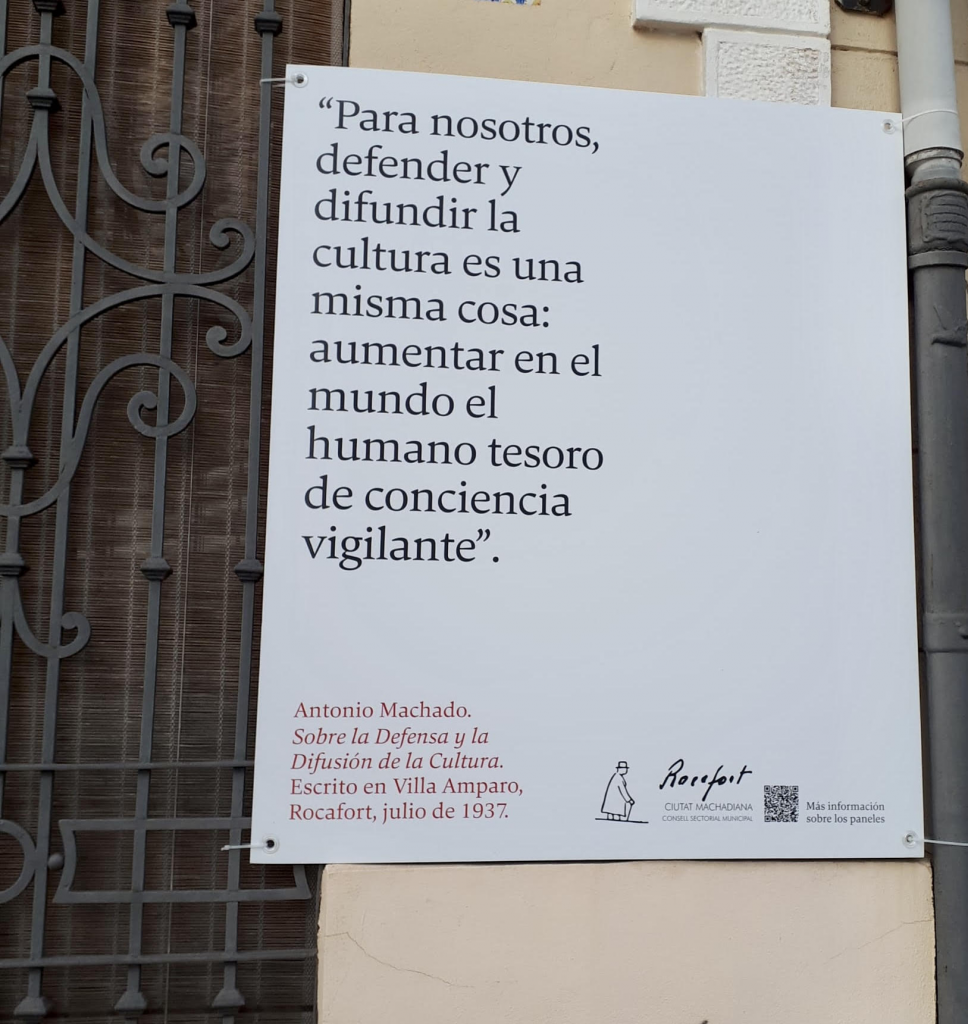 “Para nosotros,
defender y
difundir la
cultura es una
misma cosa:
aumentar en el
mundo el
humano tesoro
de conciencia
vigilante”.
Antonio Machado.
Sobre la Defensa y la
Difusión de la Cultura.
Escrito en Villa Amparo,
Rocafort, julio de 1937.
Rocafort
CIUTAT MACHADIANA
CONSELL SECTORIAL MUNICIPAL
Más información
sobre los paneles